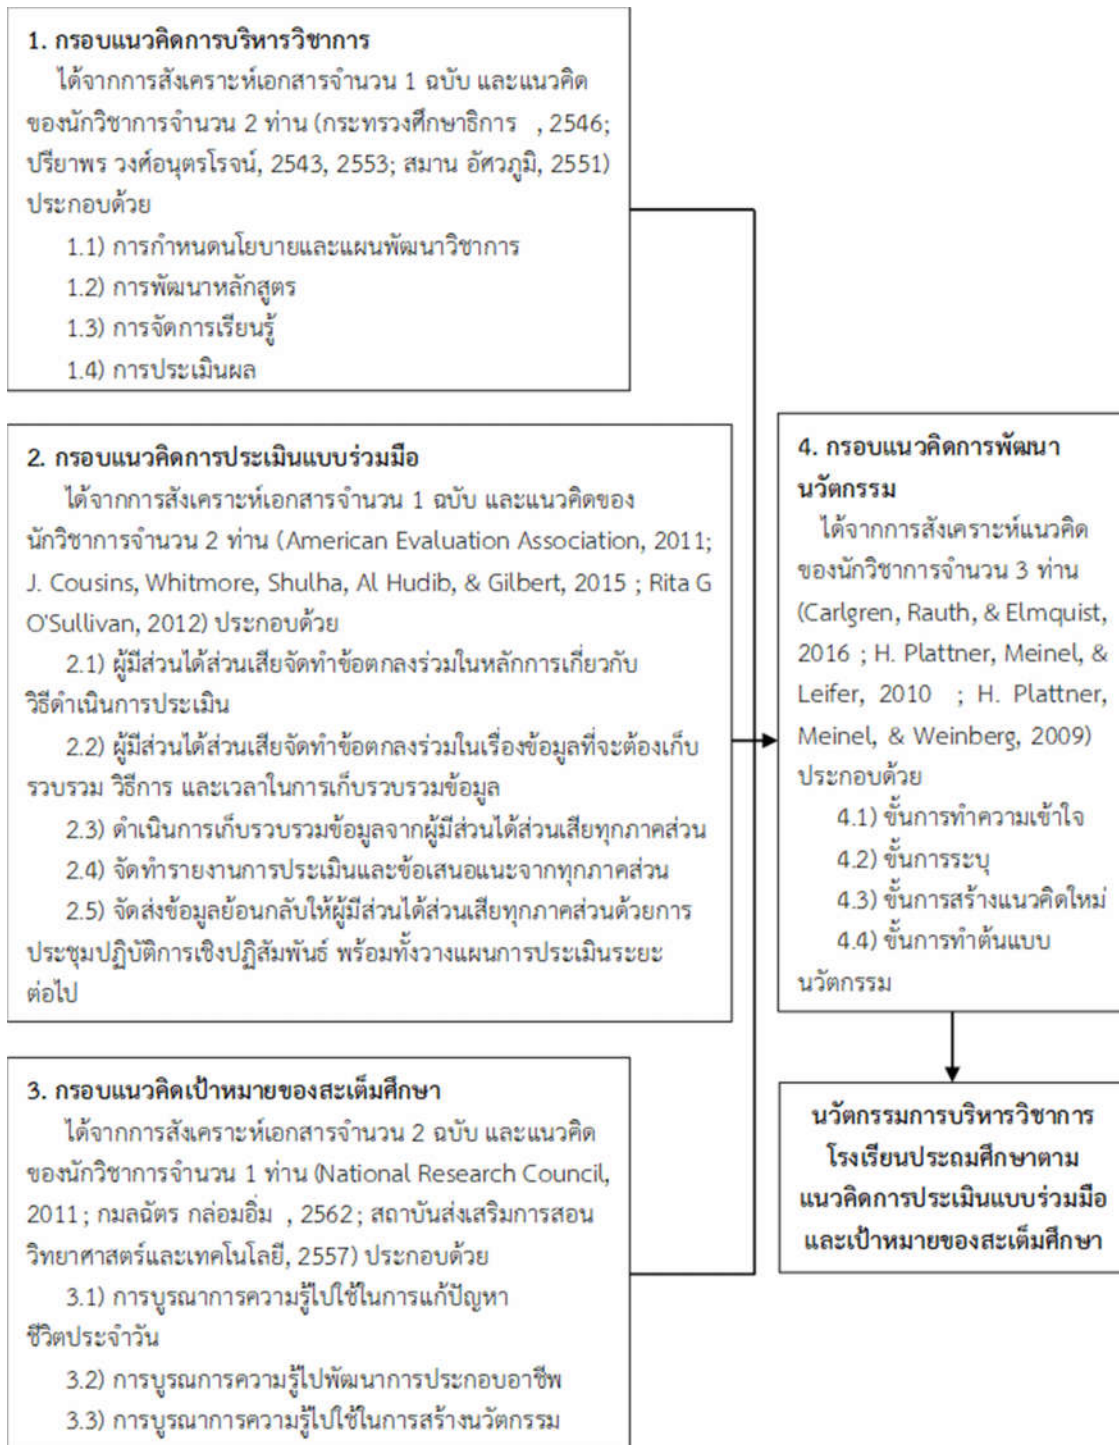 1. กรอบแนวคิดการบริหารวิชาการ
ได้จากการสังเคราะห์เอกสารจำนวน 1 ฉบับ และแนวคิด
ของนักวิชาการจำนวน 2 ท่าน (กระทรวงศึกษาธิการ , 2546;
ปรียาพร วงศ์อนุตรโรจน์, 2543, 2553; สมาน อัศวภูมิ, 2551)
ประกอบด้วย
1.1) การกำหนดนโยบายและแผนพัฒนาวิชาการ
1.2) การพัฒนาหลักสูตร
1.3) การจัดการเรียนรู้
1.4) การประเมินผล
2. กรอบแนวคิดการประเมินแบบร่วมมือ
ได้จากการสังเคราะห์เอกสารจำนวน 1 ฉบับ และแนวคิดของ
นักวิชาการจำนวน 2 ท่าน (American Evaluation Association, 2011;
J. Cousins, Whitmore, Shulha, Al Hudib, & Gilbert, 2015 ; Rita G
O'Sullivan, 2012) ประกอบด้วย
2.1) ผู้มีส่วนได้ส่วนเสียจัดทำข้อตกลงร่วมในหลักการเกี่ยวกับ
วิธีดำเนินการประเมิน
2.2) ผู้มีส่วนได้ส่วนเสียจัดทำข้อตกลงร่วมในเรื่องข้อมูลที่จะต้องเก็บ
รวบรวม วิธีการ และเวลาในการเก็บรวบรวมข้อมูล
2.3) ดำเนินการเก็บรวบรวมข้อมูลจากผู้มีส่วนได้ส่วนเสียทุกภาคส่วน
2.4) จัดทำรายงานการประเมินและข้อเสนอแนะจากทุกภาคส่วน
2.5) จัดส่งข้อมูลย้อนกลับให้ผู้มีส่วนได้ส่วนเสียทุกภาคส่วนด้วยการ
ประชุมปฏิบัติการเชิงปฏิสัมพันธ์ พร้อมทั้งวางแผนการประเมินระยะ
ต่อไป
3. กรอบแนวคิดเป้าหมายของสะเต็มศึกษา
ได้จากการสังเคราะห์เอกสารจำนวน 2 ฉบับ และแนวคิด
ของนักวิชาการจำนวน 1 ท่าน (National Research Council,
2011; กมลฉัตร กล่อมอิ่ม , 2562; สถาบันส่งเสริมการสอน
วิทยาศาสตร์และเทคโนโลยี, 2557) ประกอบด้วย
3.1) การบูรณาการความรู้ไปใช้ในการแก้ปัญหา
ชีวิตประจำวัน
3.2) การบูรณการความรู้ไปพัฒนาการประกอบอาชีพ
3.3) การบูรณาการความรู้ไปใช้ในการสร้างนวัตกรรม
4. กรอบแนวคิดการพัฒนา
นวัตกรรม
ได้จากการสังเคราะห์แนวคิด
ของนักวิชาการจำนวน 3 ท่าน
(Carlgren, Rauth, & Elmquist,
2016 ; H. Plattner, Meinel, &
Leifer, 2010 ; H. Plattner,
Meinel, & Weinberg, 2009)
ประกอบด้วย
4.1) ขั้นการทำความเข้าใจ
4.2) ขั้นการระบุ
4.3) ขั้นการสร้างแนวคิดใหม่
4.4) ขั้นการทำต้นแบบ
นวัตกรรม
นวัตกรรมการบริหารวิชาการ
โรงเรียนประถมศึกษาตาม
แนวคิดการประเมินแบบร่วมมือ
และเป้าหมายของสะเต็มศึกษา